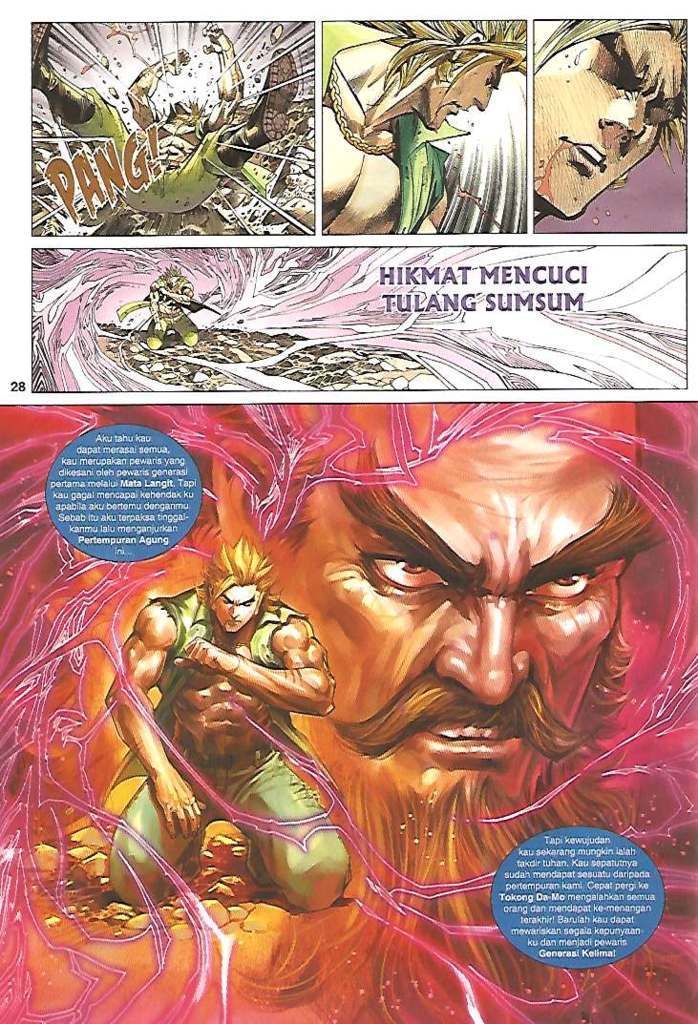 PANG!
HIKMAT MENCUCI
TULANG SUMSUM
28
Aku tahu kau
dapat merasai semua,
kau merupakan pewaris yang
dikesani oleh pewaris generasi
pertama melalui Mata Langit. Tapi
kau gagal mencapai kehendak ku
apabila aku bertemu denganmu.
Sebab itu aku terpaksa tinggal-
kanmu lalu menganjurkan
Pertempuran Agung
ini...
Tapi kewujudan
kau sekarang mungkin ialah
takdir tuhan. Kau sepatutnya
sudah mendapat sesuatu daripada
pertempuran kami. Cepat pergi ke
Tokong Da-Mo mengalahkan semua
orang dan mendapat ke-menangan
terakhir! Barulah kau dapat
mewariskan segala kepunyaan-
ku dan menjadi pewaris
Generasi Kelima!